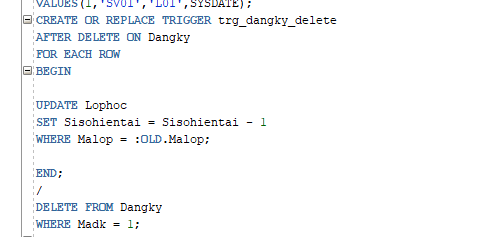 VALUES(1,'SV01','L01',SYSDATE);
CREATE OR REPLACE TRIGGER trg_dangky_delete
AFTER DELETE ON Dangky
FOR EACH ROW
BEGIN
UPDATE Lophoc
SET Sisohientai = Sisohientai - 1
WHERE Malop = :OLD.Malop;
END;
/
DELETE FROM Dangky
WHERE Madk = 1;